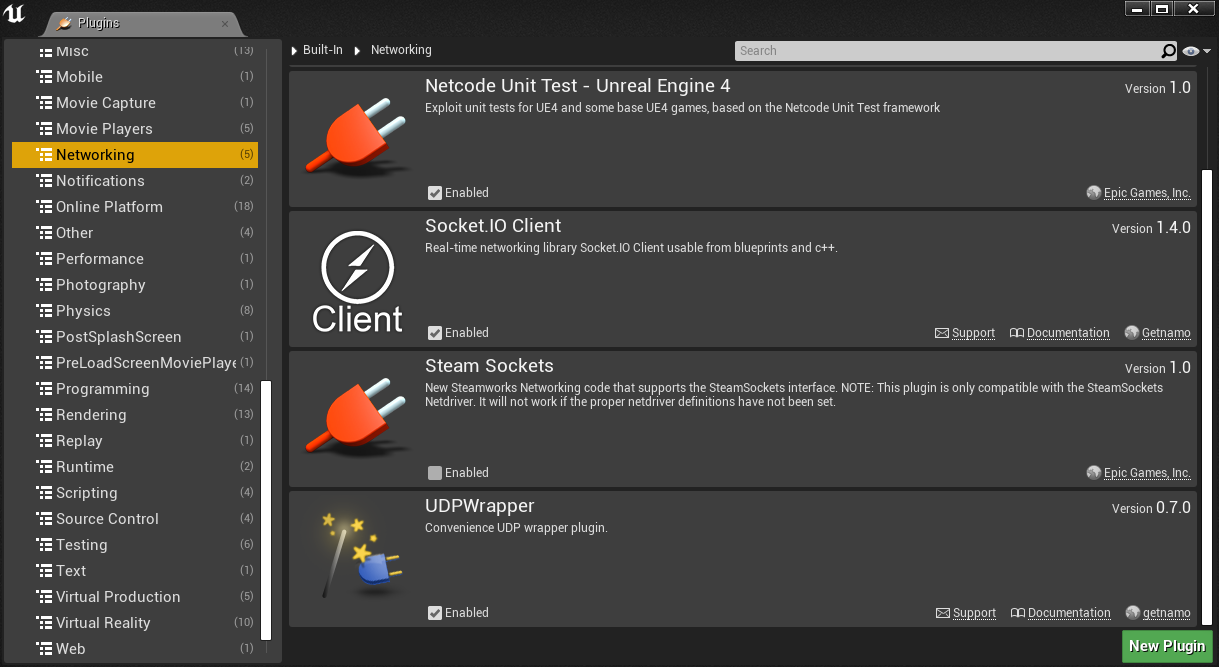 Plugins
Misc (13)
Mobile (1)
Movie Capture (1)
Movie Players (5)
Networking (5)
Notifications (2)
Online Platform (18)
Other (4)
Performance (1)
Photography (1)
Physics (8)
PostSplashScreen (1)
PreLoadScreenMoviePlaye (1)
Programming (14)
Rendering (13)
Replay (1)
Runtime (2)
Scripting (4)
Source Control (4)
Testing (6)
Text (1)
Virtual Production (5)
Virtual Reality (10)
Web (1)
Built-In Networking
Search
Netcode Unit Test - Unreal Engine 4 Version 1.0
Exploit unit tests for UE4 and some base UE4 games, based on the Netcode Unit Test framework
Enabled Epic Games, Inc.
Socket.IO Client Version 1.4.0
Real-time networking library Socket.IO Client usable from blueprints and c++.
Client
Enabled Support Documentation Getnamo
Steam Sockets Version 1.0
New Steamworks Networking code that supports the SteamSockets interface. NOTE: This plugin is only compatible with the SteamSockets
Netdriver. It will not work if the proper netdriver definitions have not been set.
Enabled Epic Games, Inc.
UDPWrapper Version 0.7.0
Convenience UDP wrapper plugin.
Enabled Support Documentation getnamo
New Plugin